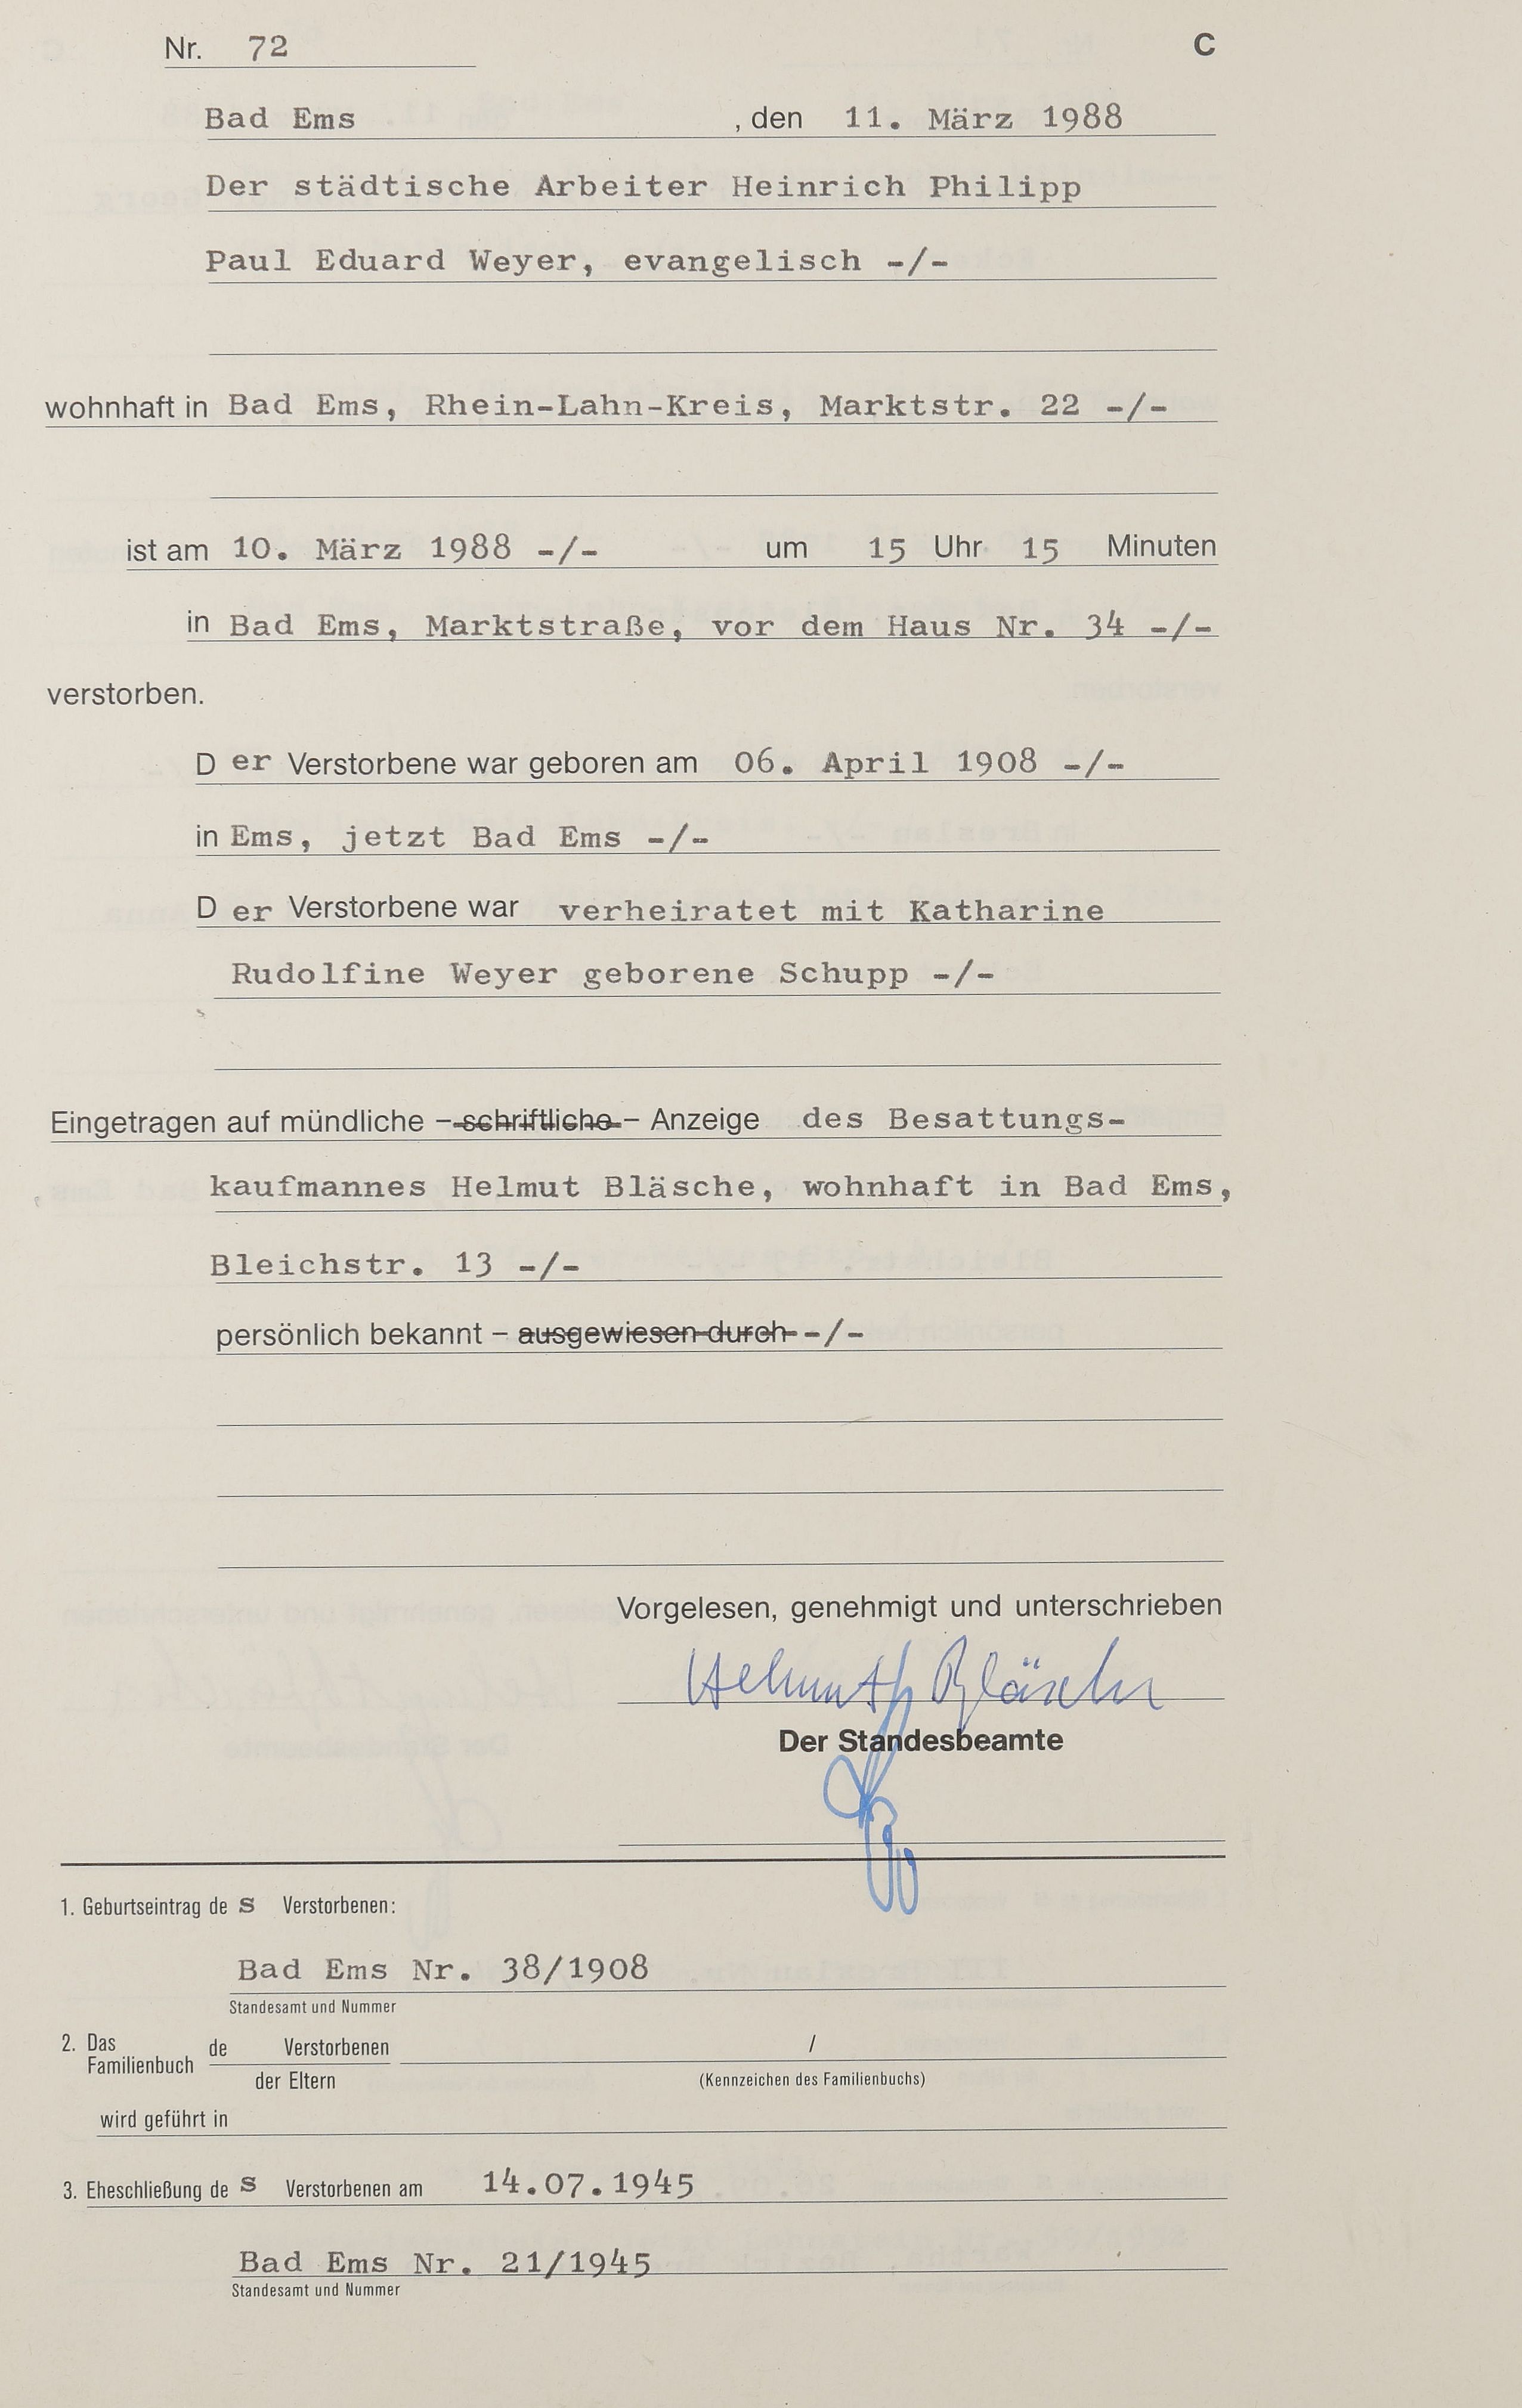 Nr. 72 C
Bad Ems , den 11. März 1988
Der städtische Arbeiter Heinrich Philipp
Paul Eduard Weyer, evangelisch -/-
wohnhaft in Bad Ems, Rhein-Lahn-Kreis, Marktstr. 22 -/-
ist am 10. März 1988 -/- um 15 Uhr 15 Minuten
in Bad Ems, Marktstraße, vor dem Haus Nr. 34 -/-
verstorben.
D er Verstorbene war geboren am 06. April 1908 -/-
in Ems, jetzt Bad Ems -/-
D er Verstorbene war verheiratet mit Katharine
Rudolfine Weyer geborene Schupp -/-
Eingetragen auf mündliche – schriftliche – Anzeige des Besattungs-
kaufmannes Helmut Bläsche, wohnhaft in Bad Ems,
Bleichstr. 13 -/-
persönlich bekannt – ausgewiesen durch -/-
Vorgelesen, genehmigt und unterschrieben
Helmuth Bläsche
Der Standesbeamte
1. Geburtseintrag de s Verstorbenen:
Bad Ems Nr. 38/1908
Standesamt und Nummer
2. Das Familienbuch de Verstorbenen /
der Eltern (Kennzeichen des Familienbuchs)
wird geführt in
3. Eheschließung de s Verstorbenen am 14.07.1945
Bad Ems Nr. 21/1945
Standesamt und Nummer